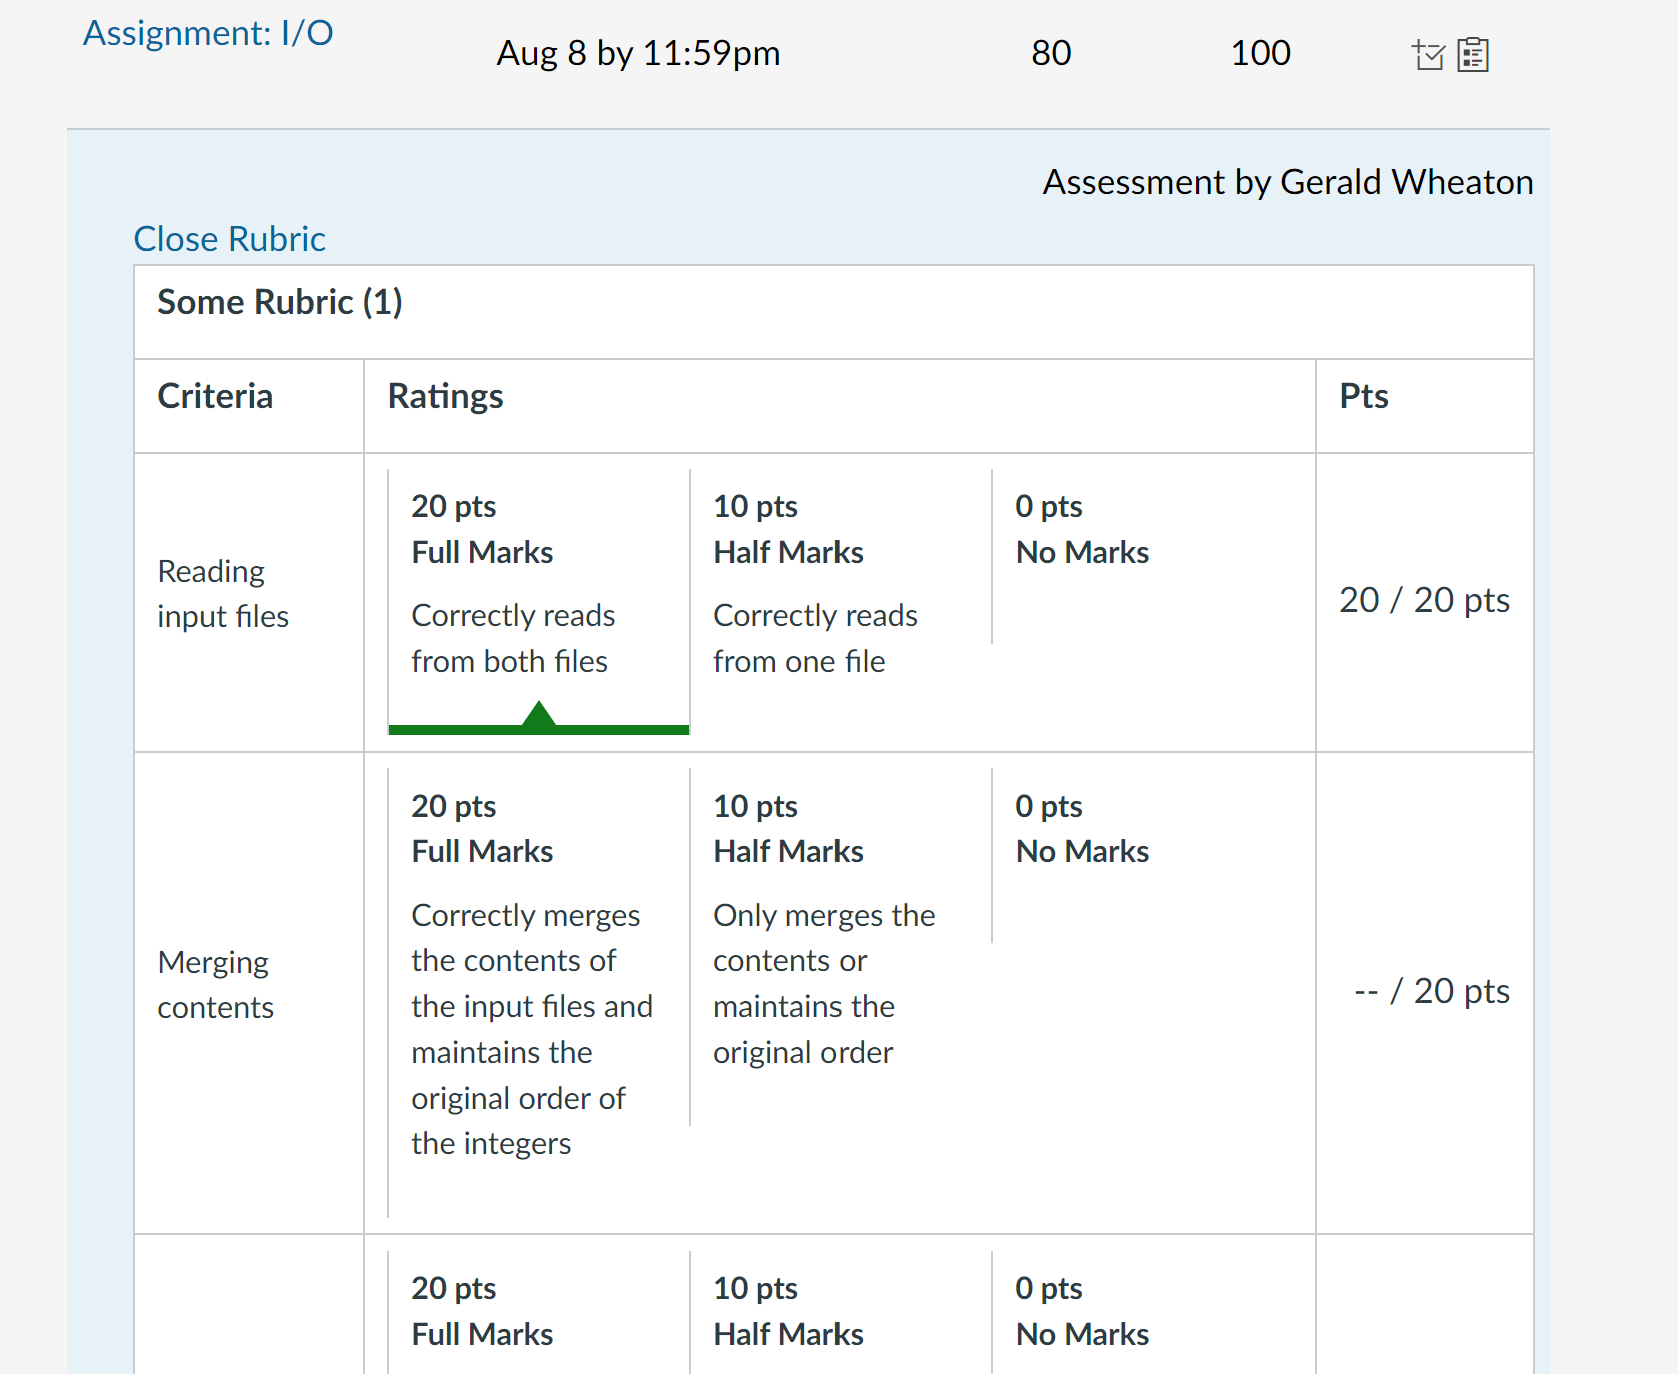 Assignment: I/O
Aug 8 by 11:59pm
80
100
Assessment by Gerald Wheaton
Close Rubric
Some Rubric (1)
Criteria
Ratings
Pts
Reading
input files
20 pts
Full Marks
Correctly reads
from both files
10 pts
Half Marks
Correctly reads
from one file
0 pts
No Marks
20 / 20 pts
Merging
contents
20 pts
Full Marks
Correctly merges
the contents of
the input files and
maintains the
original order of
the integers
10 pts
Half Marks
Only merges the
contents or
maintains the
original order
0 pts
No Marks
-- / 20 pts
20 pts
Full Marks
10 pts
Half Marks
0 pts
No Marks